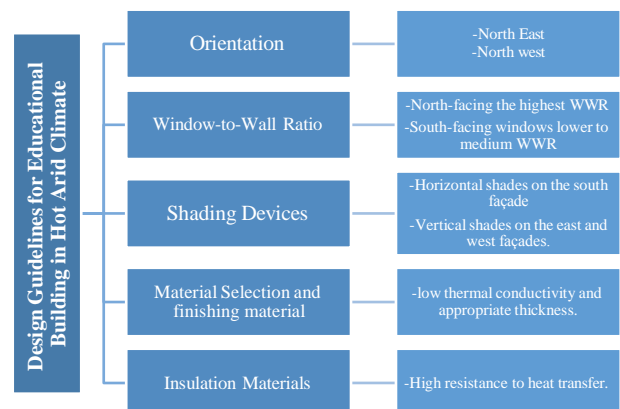 Design Guidelines for Educational
Building in Hot Arid Climate
Orientation
-North East
-North west
Window-to-Wall Ratio
-North-facing the highest WWR
-South-facing windows lower to
medium WWR
Shading Devices
-Horizontal shades on the south
façade
-Vertical shades on the east and
west façades.
Material Selection and
finishing material
-low thermal conductivity and
appropriate thickness.
Insulation Materials
-High resistance to heat transfer.